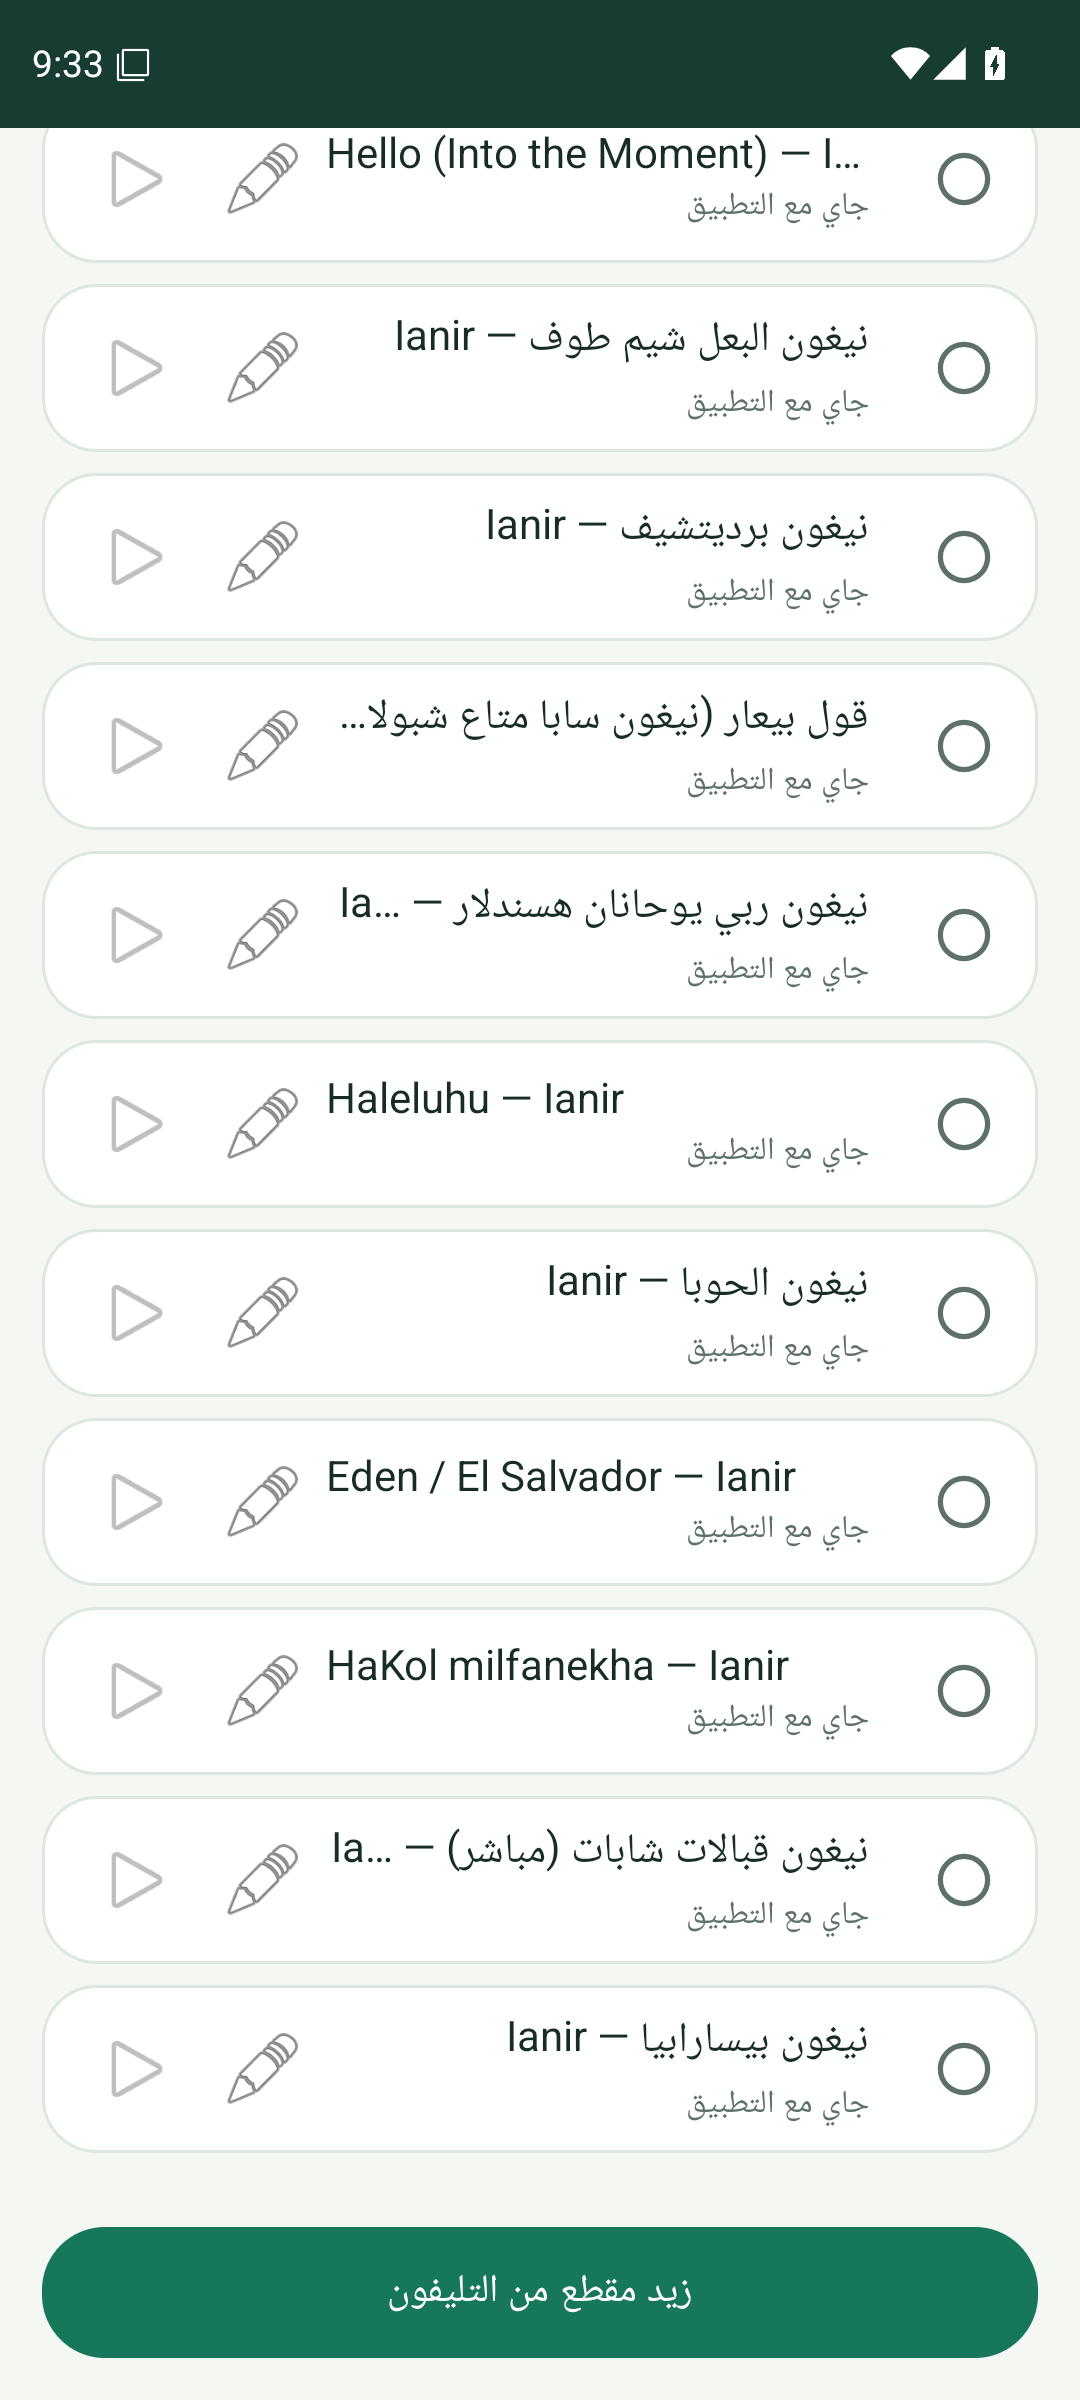 9:33
Hello (Into the Moment) — I...
جاي مع التطبيق
نيغون البعل شيم طوف — Ianir
جاي مع التطبيق
نيغون برديتشيف — Ianir
جاي مع التطبيق
قول بيعار (نيغون سابا متاع شبولا...
جاي مع التطبيق
نيغون ربي يوحانان هسندلار — Ia...
جاي مع التطبيق
Haleluhu — Ianir
جاي مع التطبيق
نيغون الحوبا — Ianir
جاي مع التطبيق
Eden / El Salvador — Ianir
جاي مع التطبيق
HaKol milfanekha — Ianir
جاي مع التطبيق
نيغون قبالات شابات (مباشر) — Ia...
جاي مع التطبيق
نيغون بيسارابيا — Ianir
جاي مع التطبيق
زيد مقطع من التليفون